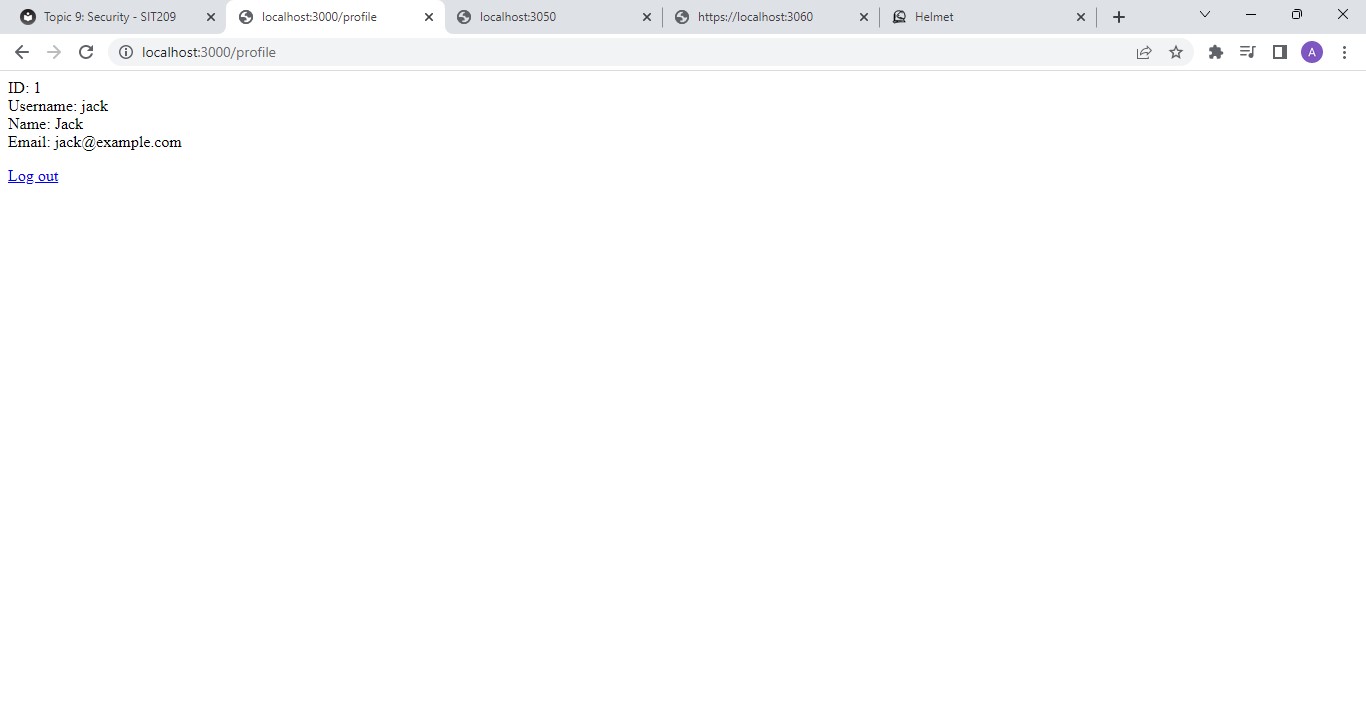 Topic 9: Security - SIT209
localhost:3000/profile
localhost:3050
https://localhost:3060
Helmet
localhost:3000/profile
A
ID: 1
Username: jack
Name: Jack
Email: jack@example.com
Log out